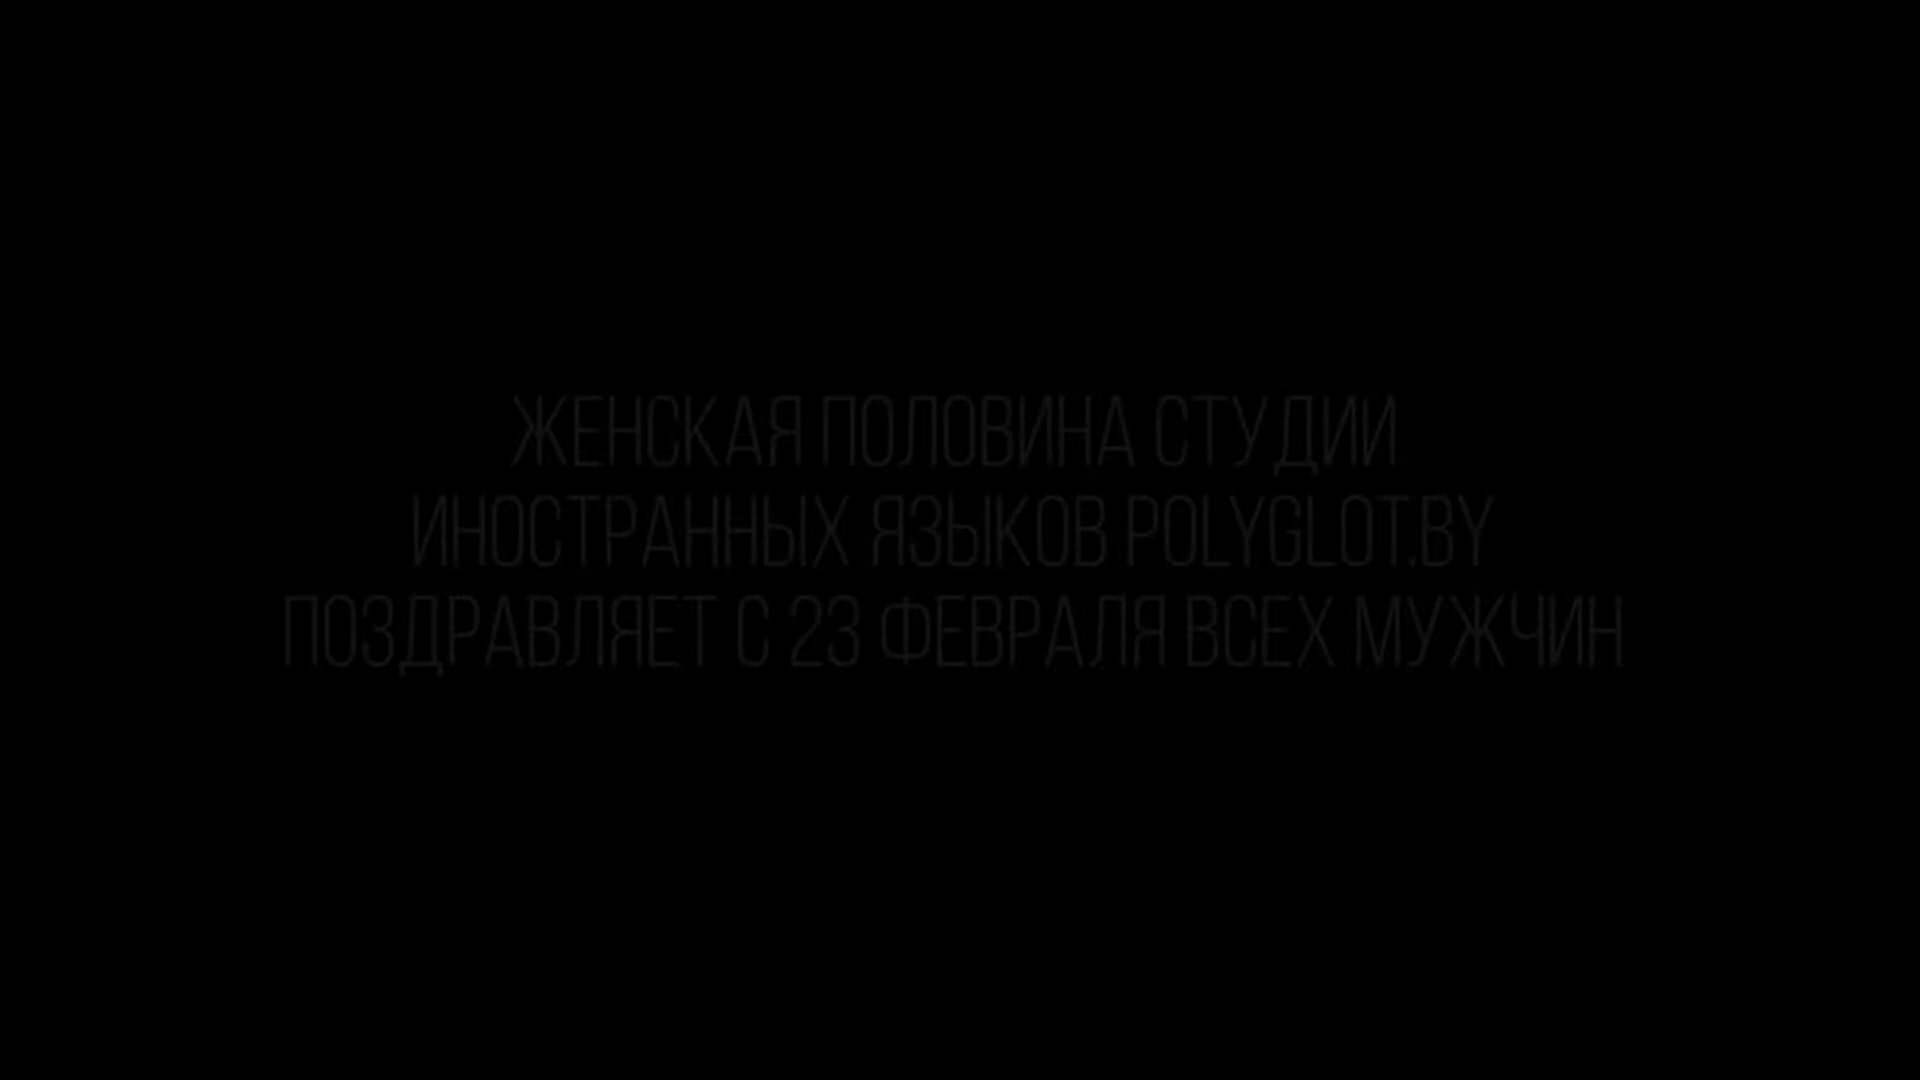 ЖЕНСКАЯ ПОЛОВИНА СТУДИИ
ИНОСТРАННЫХ ЯЗЫКОВ POLYGLOT.BY
ПОЗДРАВЛЯЕТ С 23 ФЕВРАЛЯ ВСЕХ МУЖЧИН